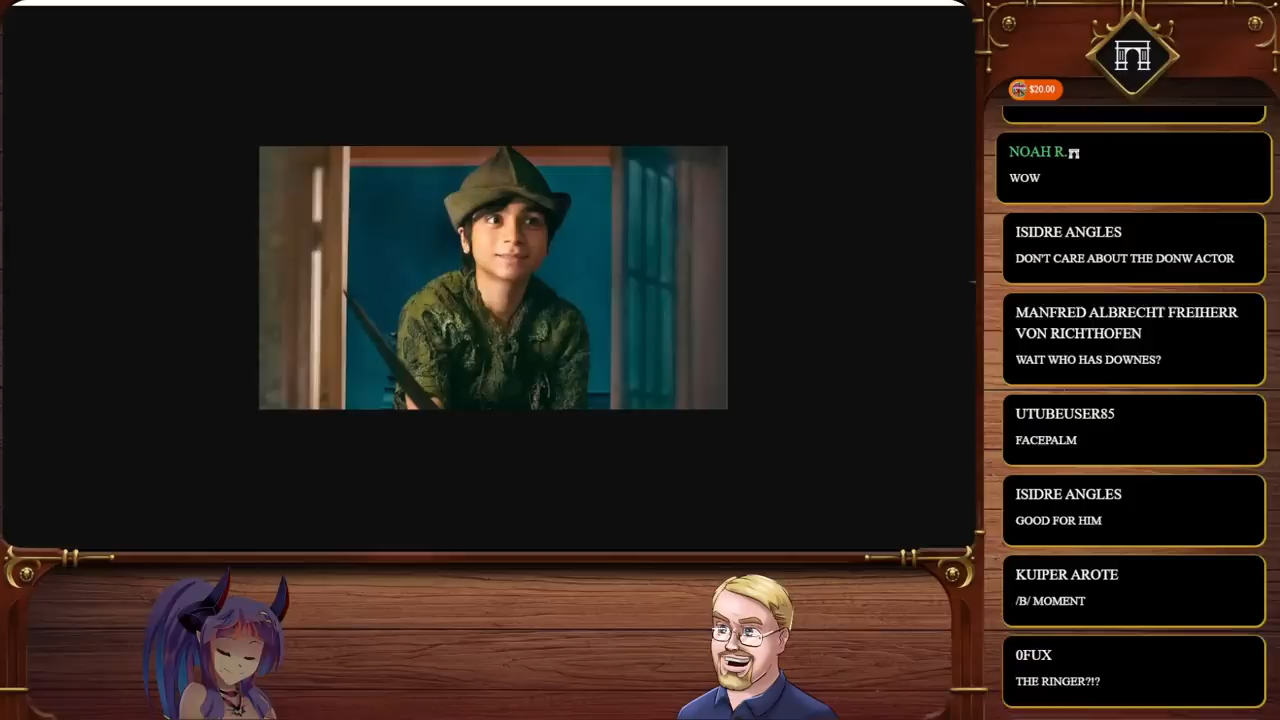 $20.00
NOAH R.
WOW
ISIDRE ANGLES
DON'T CARE ABOUT THE DONW ACTOR
MANFRED ALBRECHT FREIHERR
VON RICHTHOFEN
WAIT WHO HAS DOWNES?
UTUBEUSER85
FACEPALM
ISIDRE ANGLES
GOOD FOR HIM
KUIPER AROTE
/B/ MOMENT
0FUX
THE RINGER?!?